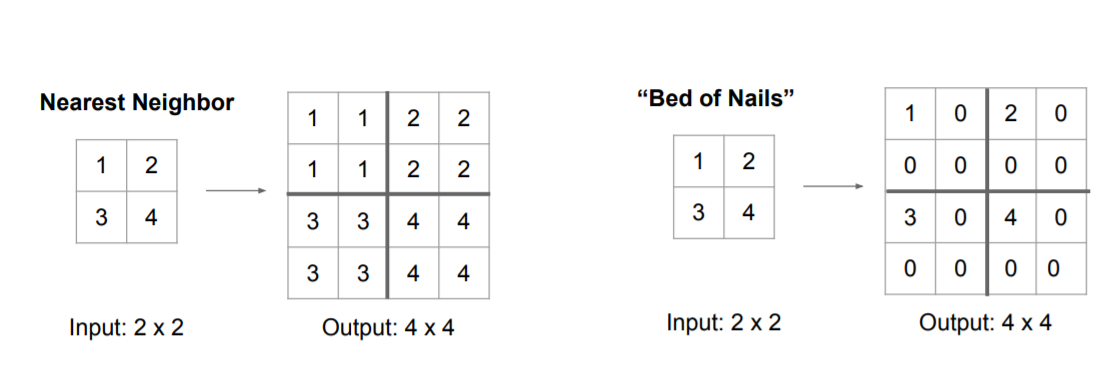 Nearest Neighbor
1 2
3 4
1 1 2 2
1 1 2 2
3 3 4 4
3 3 4 4
Input: 2 x 2
Output: 4 x 4
“Bed of Nails”
1 2
3 4
1 0 2 0
0 0 0 0
3 0 4 0
0 0 0 0
Input: 2 x 2
Output: 4 x 4